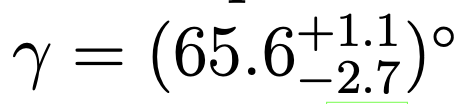 γ = (65.6^{+1.1}_{−2.7})°